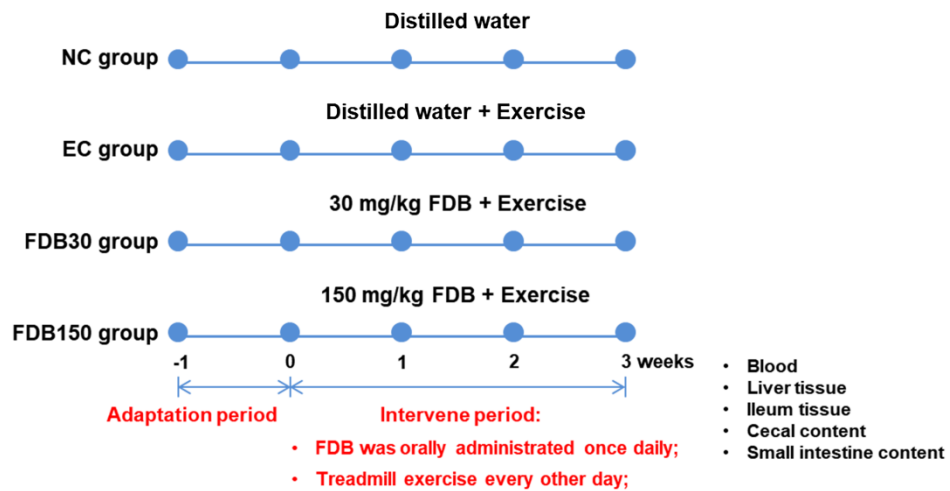 Distilled water
NC group
Distilled water + Exercise
EC group
30 mg/kg FDB + Exercise
FDB30 group
150 mg/kg FDB + Exercise
FDB150 group
-1 0 1 2 3 weeks
Adaptation period
Intervene period:
• FDB was orally administrated once daily;
• Treadmill exercise every other day;
• Blood
• Liver tissue
• Ileum tissue
• Cecal content
• Small intestine content